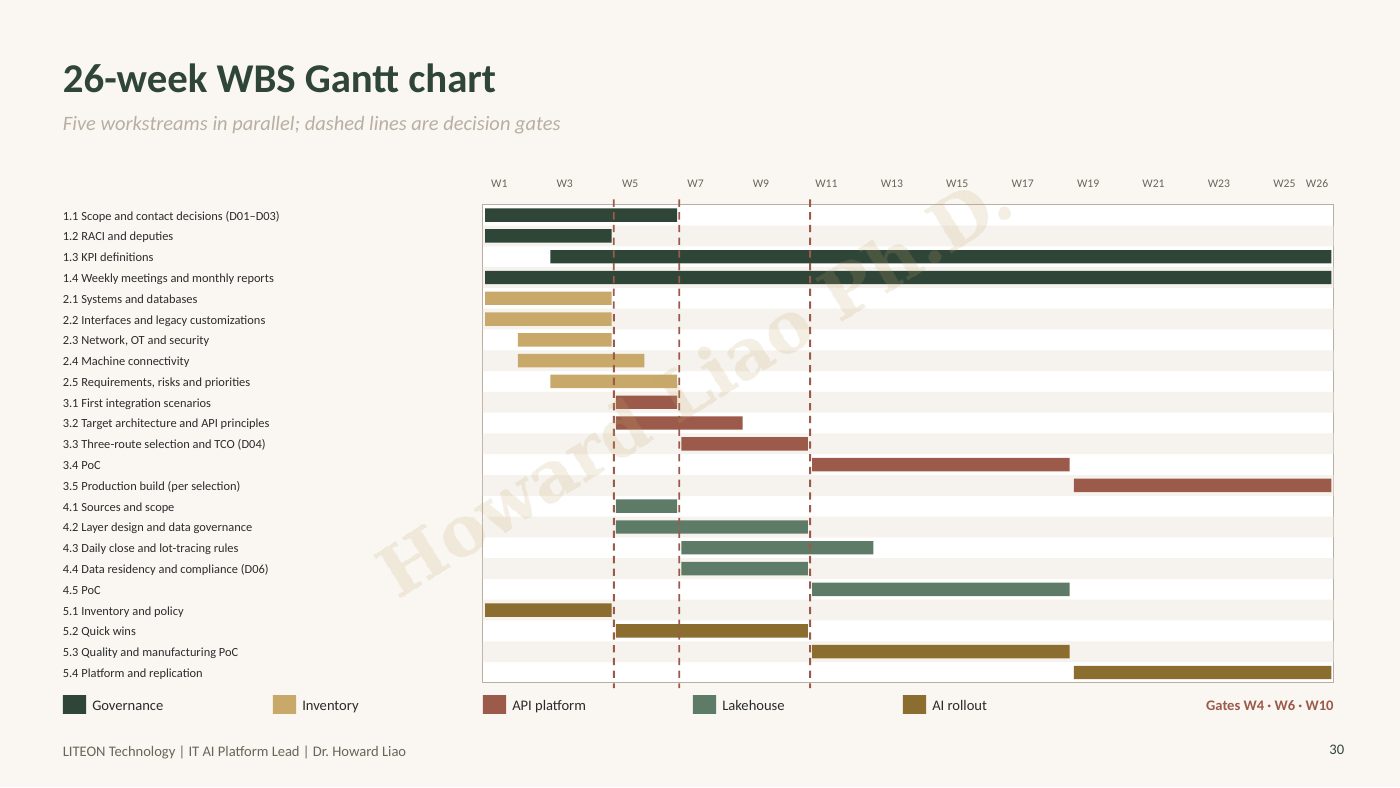 26-week WBS Gantt chart
Five workstreams in parallel; dashed lines are decision gates
W1 W3 W5 W7 W9 W11 W13 W15 W17 W19 W21 W23 W25 W26
1.1 Scope and contact decisions (D01–D03)
1.2 RACI and deputies
1.3 KPI definitions
1.4 Weekly meetings and monthly reports
2.1 Systems and databases
2.2 Interfaces and legacy customizations
2.3 Network, OT and security
2.4 Machine connectivity
2.5 Requirements, risks and priorities
3.1 First integration scenarios
3.2 Target architecture and API principles
3.3 Three-route selection and TCO (D04)
3.4 PoC
3.5 Production build (per selection)
4.1 Sources and scope
4.2 Layer design and data governance
4.3 Daily close and lot-tracing rules
4.4 Data residency and compliance (D06)
4.5 PoC
5.1 Inventory and policy
5.2 Quick wins
5.3 Quality and manufacturing PoC
5.4 Platform and replication
Howard Liao Ph.D.
Governance Inventory API platform Lakehouse AI rollout Gates W4 · W6 · W10
LITEON Technology | IT AI Platform Lead | Dr. Howard Liao
30